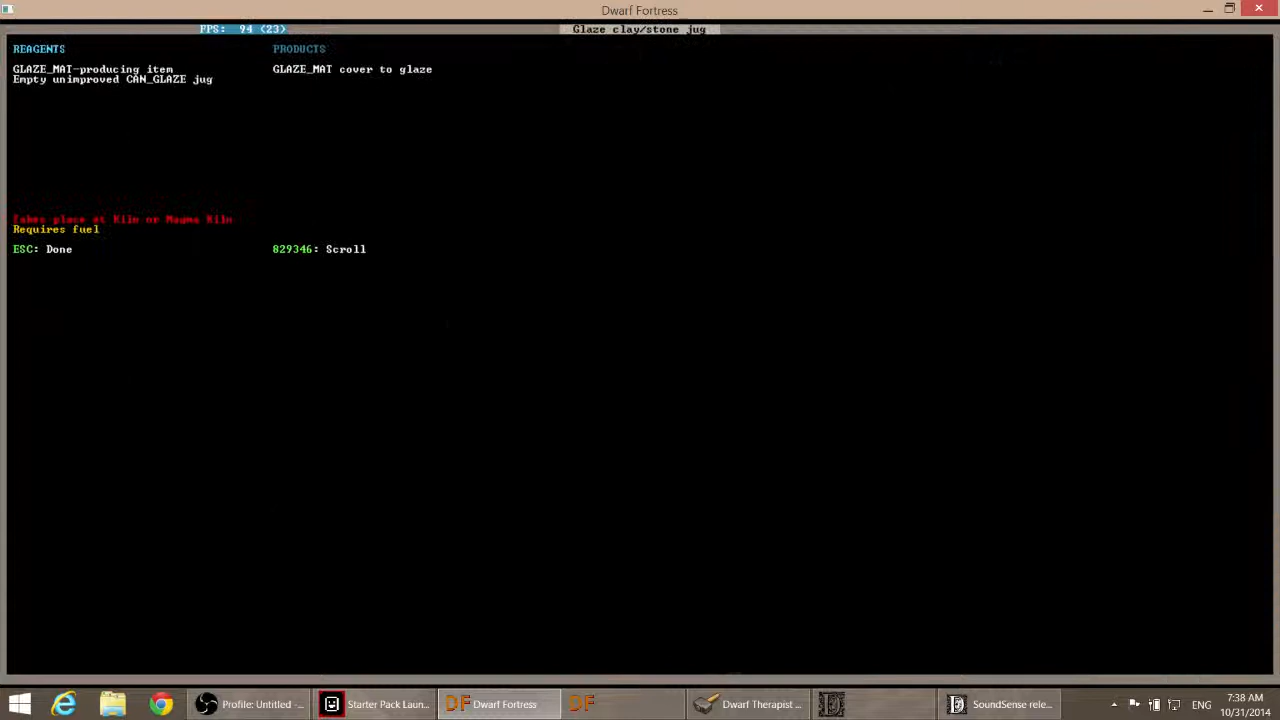 Dwarf Fortress
FPS: 94 (23)
Glaze clay/stone jug
REAGENTS
PRODUCTS
GLAZE_MAT-producing item
GLAZE_MAT cover to glaze
Empty unimproved CAN_GLAZE jug
Takes place at Kiln or Magma Kiln
Requires fuel
ESC: Done
829346: Scroll
Profile: Untitled -...
Starter Pack Laun...
DF Dwarf Fortress
DF
Dwarf Therapist ...
SoundSense rele...
ENG
7:38 AM
10/31/2014